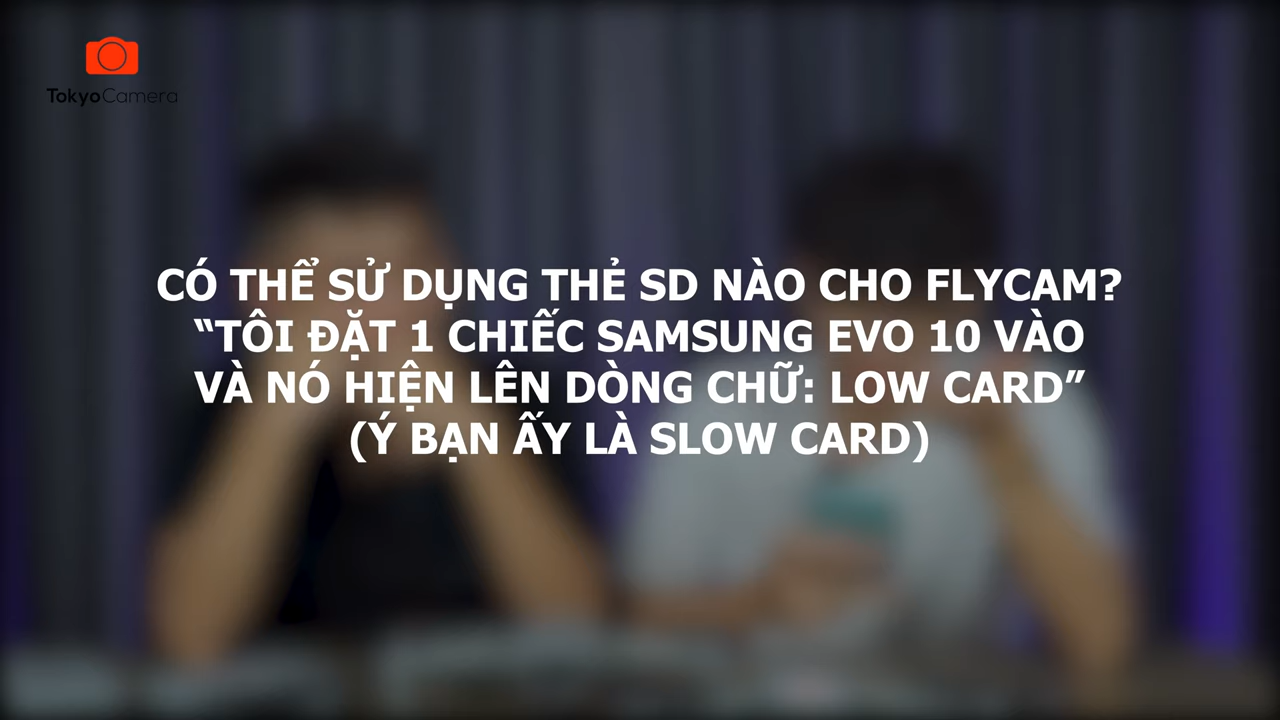 TokyoCamera
CÓ THỂ SỬ DỤNG THẺ SD NÀO CHO FLYCAM?
“TÔI ĐẶT 1 CHIẾC SAMSUNG EVO 10 VÀO
VÀ NÓ HIỆN LÊN DÒNG CHỮ: LOW CARD”
(Ý BẠN ẤY LÀ SLOW CARD)